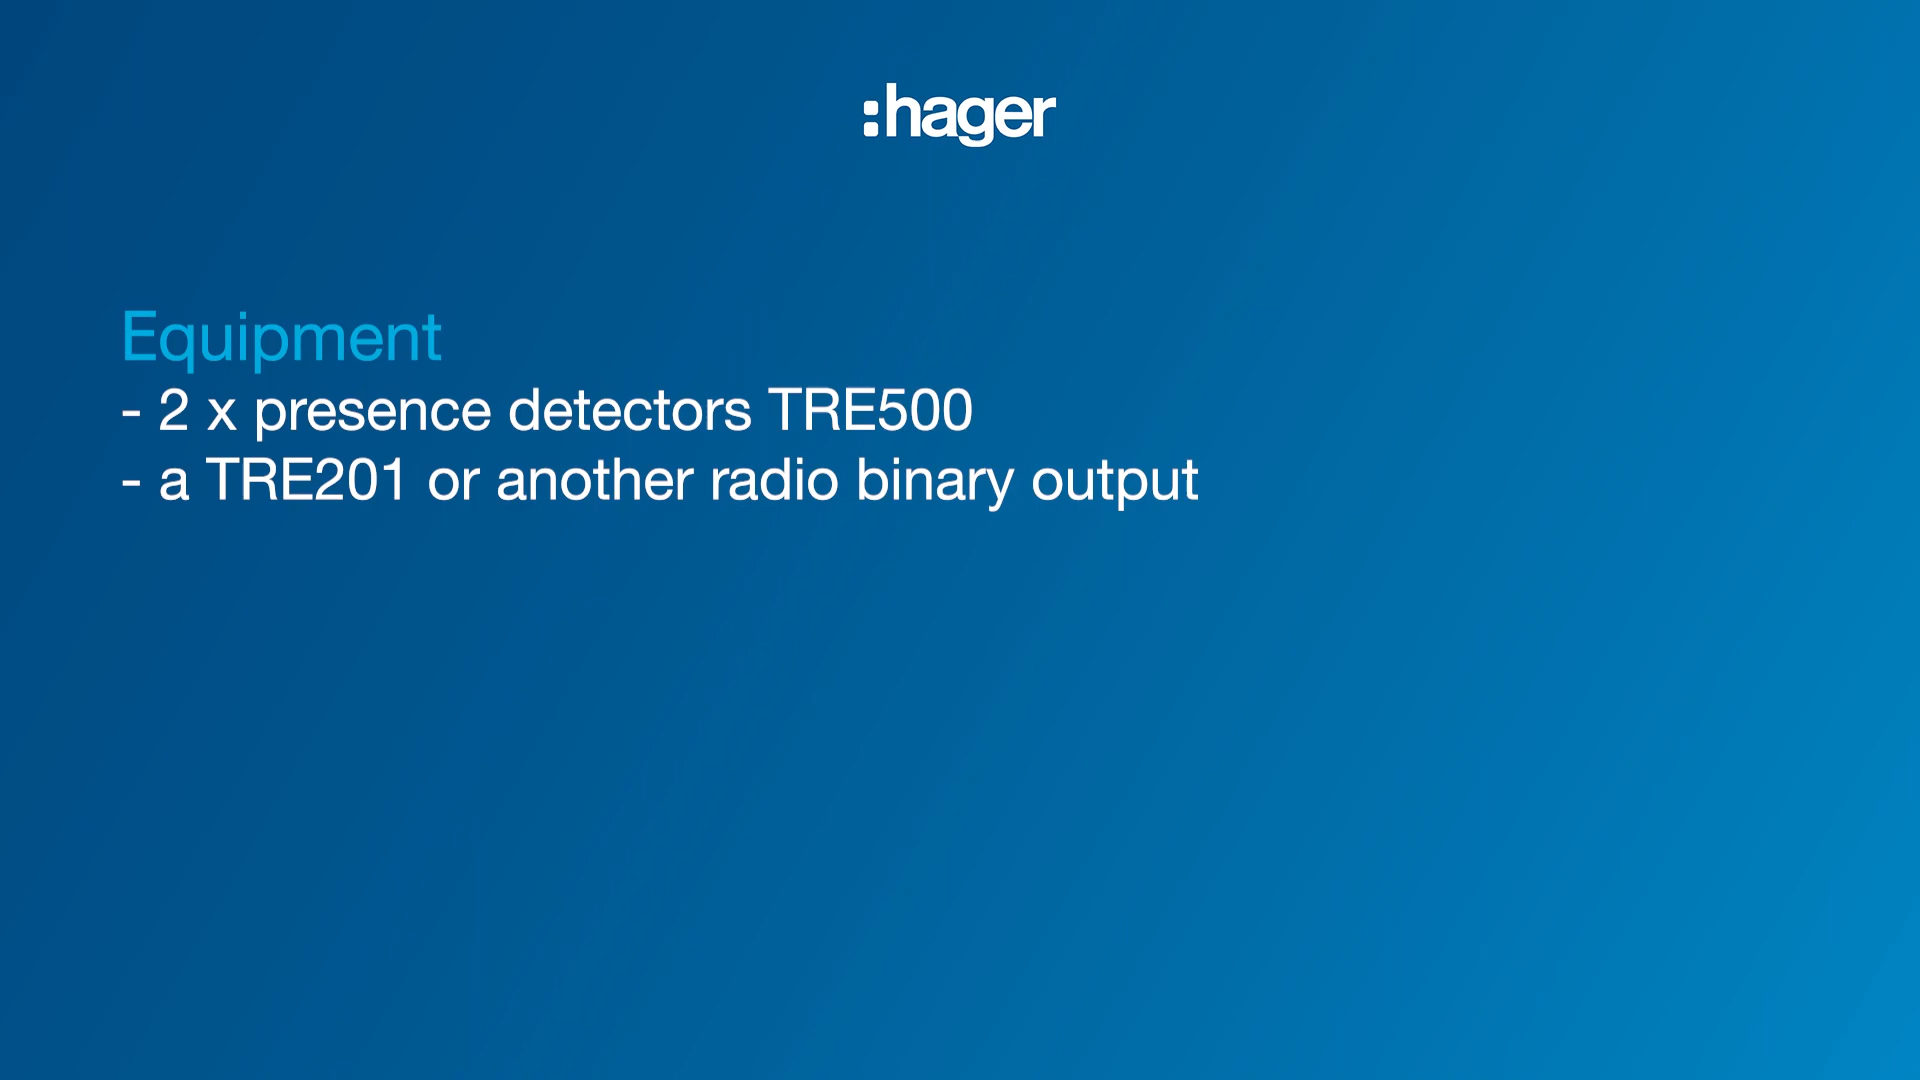 :hager
Equipment
- 2 x presence detectors TRE500
- a TRE201 or another radio binary output